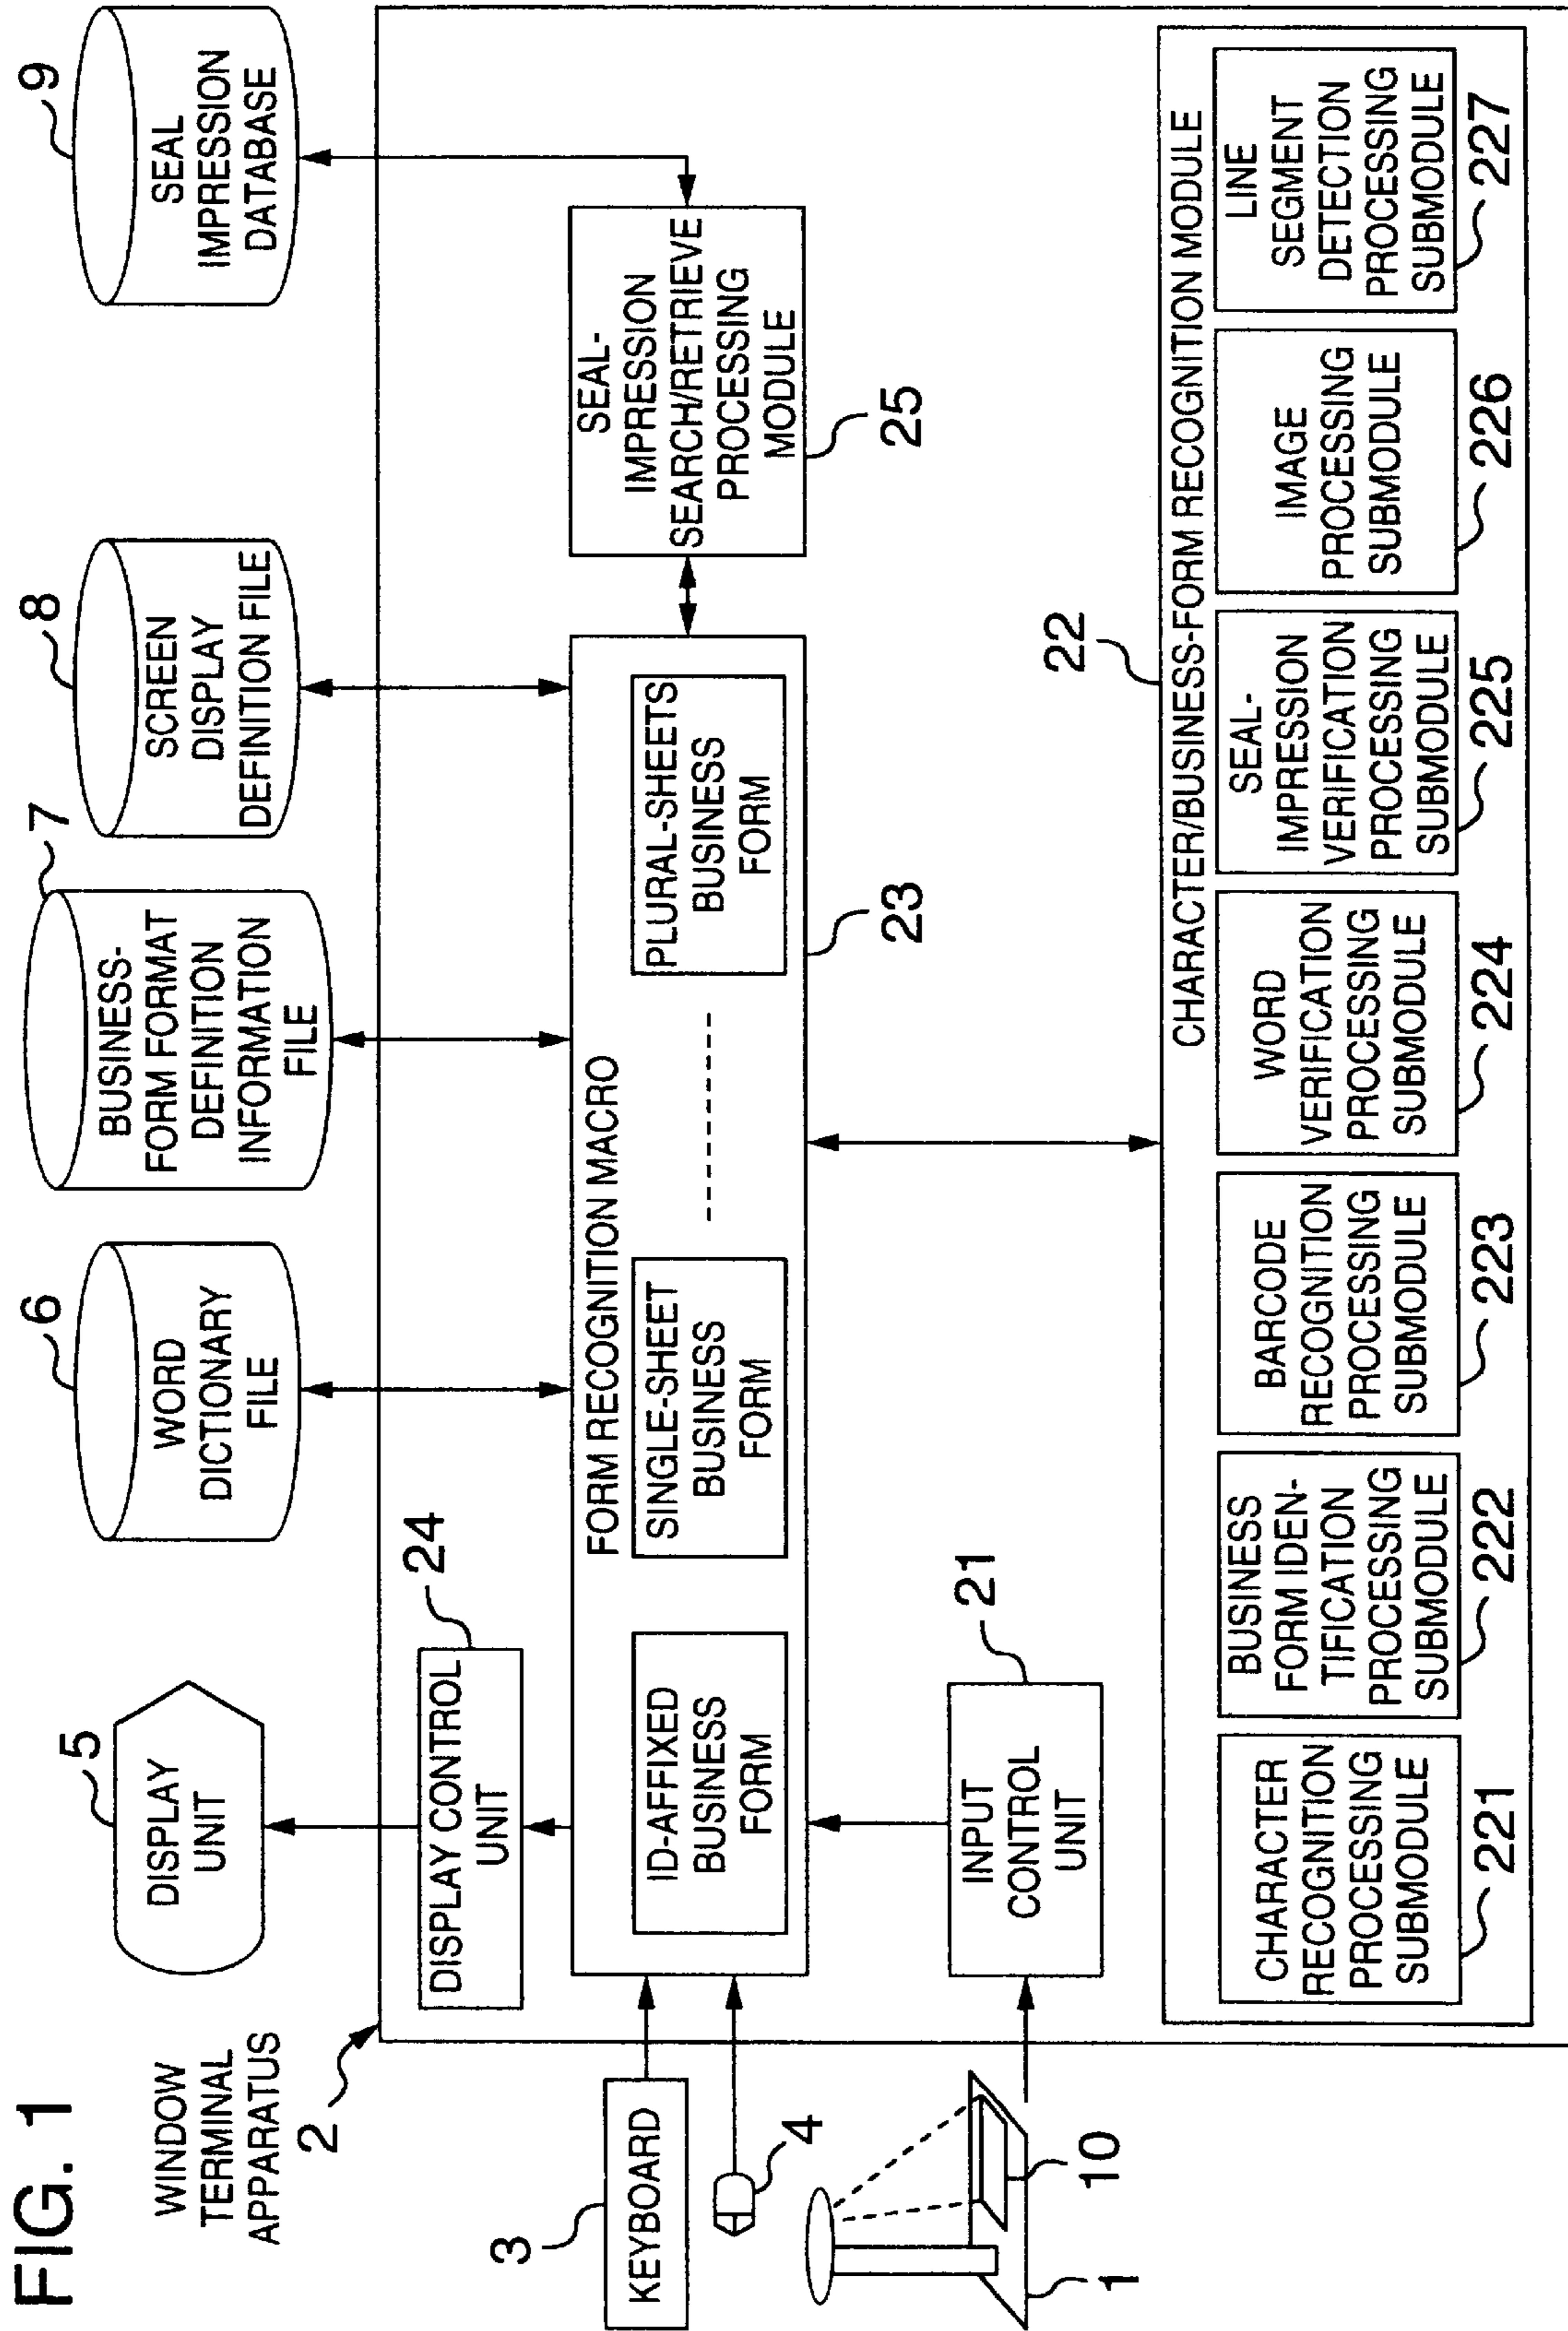 FIG. 1
WINDOW
TERMINAL
APPARATUS
2
DISPLAY
UNIT
5
WORD
DICTIONARY
FILE
6
BUSINESS-
FORM FORMAT
DEFINITION
INFORMATION
FILE
7
SCREEN
DISPLAY
DEFINITION FILE
8
SEAL
IMPRESSION
DATABASE
9
KEYBOARD
3
4
1
10
DISPLAY CONTROL
UNIT
24
FORM RECOGNITION MACRO
ID-AFFIXED
BUSINESS
FORM
SINGLE-SHEET
BUSINESS
FORM
PLURAL-SHEETS
BUSINESS
FORM
23
SEAL-
IMPRESSION
SEARCH/RETRIEVE
PROCESSING
MODULE
25
INPUT
CONTROL
UNIT
21
22
CHARACTER/BUSINESS-FORM RECOGNITION MODULE
CHARACTER
RECOGNITION
PROCESSING
SUBMODULE
221
BUSINESS
FORM IDEN-
TIFICATION
PROCESSING
SUBMODULE
222
BARCODE
RECOGNITION
PROCESSING
SUBMODULE
223
WORD
VERIFICATION
PROCESSING
SUBMODULE
224
SEAL-
IMPRESSION
VERIFICATION
PROCESSING
SUBMODULE
225
IMAGE
PROCESSING
SUBMODULE
226
LINE
SEGMENT
DETECTION
PROCESSING
SUBMODULE
227